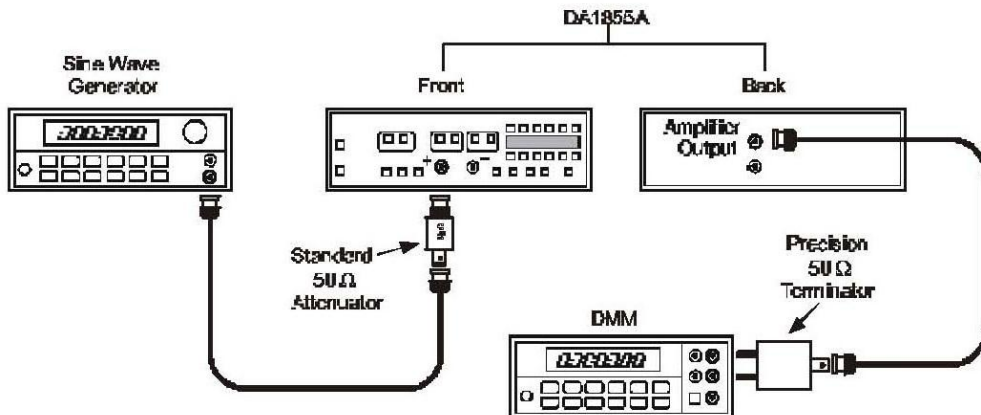 DA1855A
Sine Wave
Generator
Front
Back
Amplifier
Output
+
−
Standard
50 Ω
Attenuator
Precision
50 Ω
Terminator
DMM